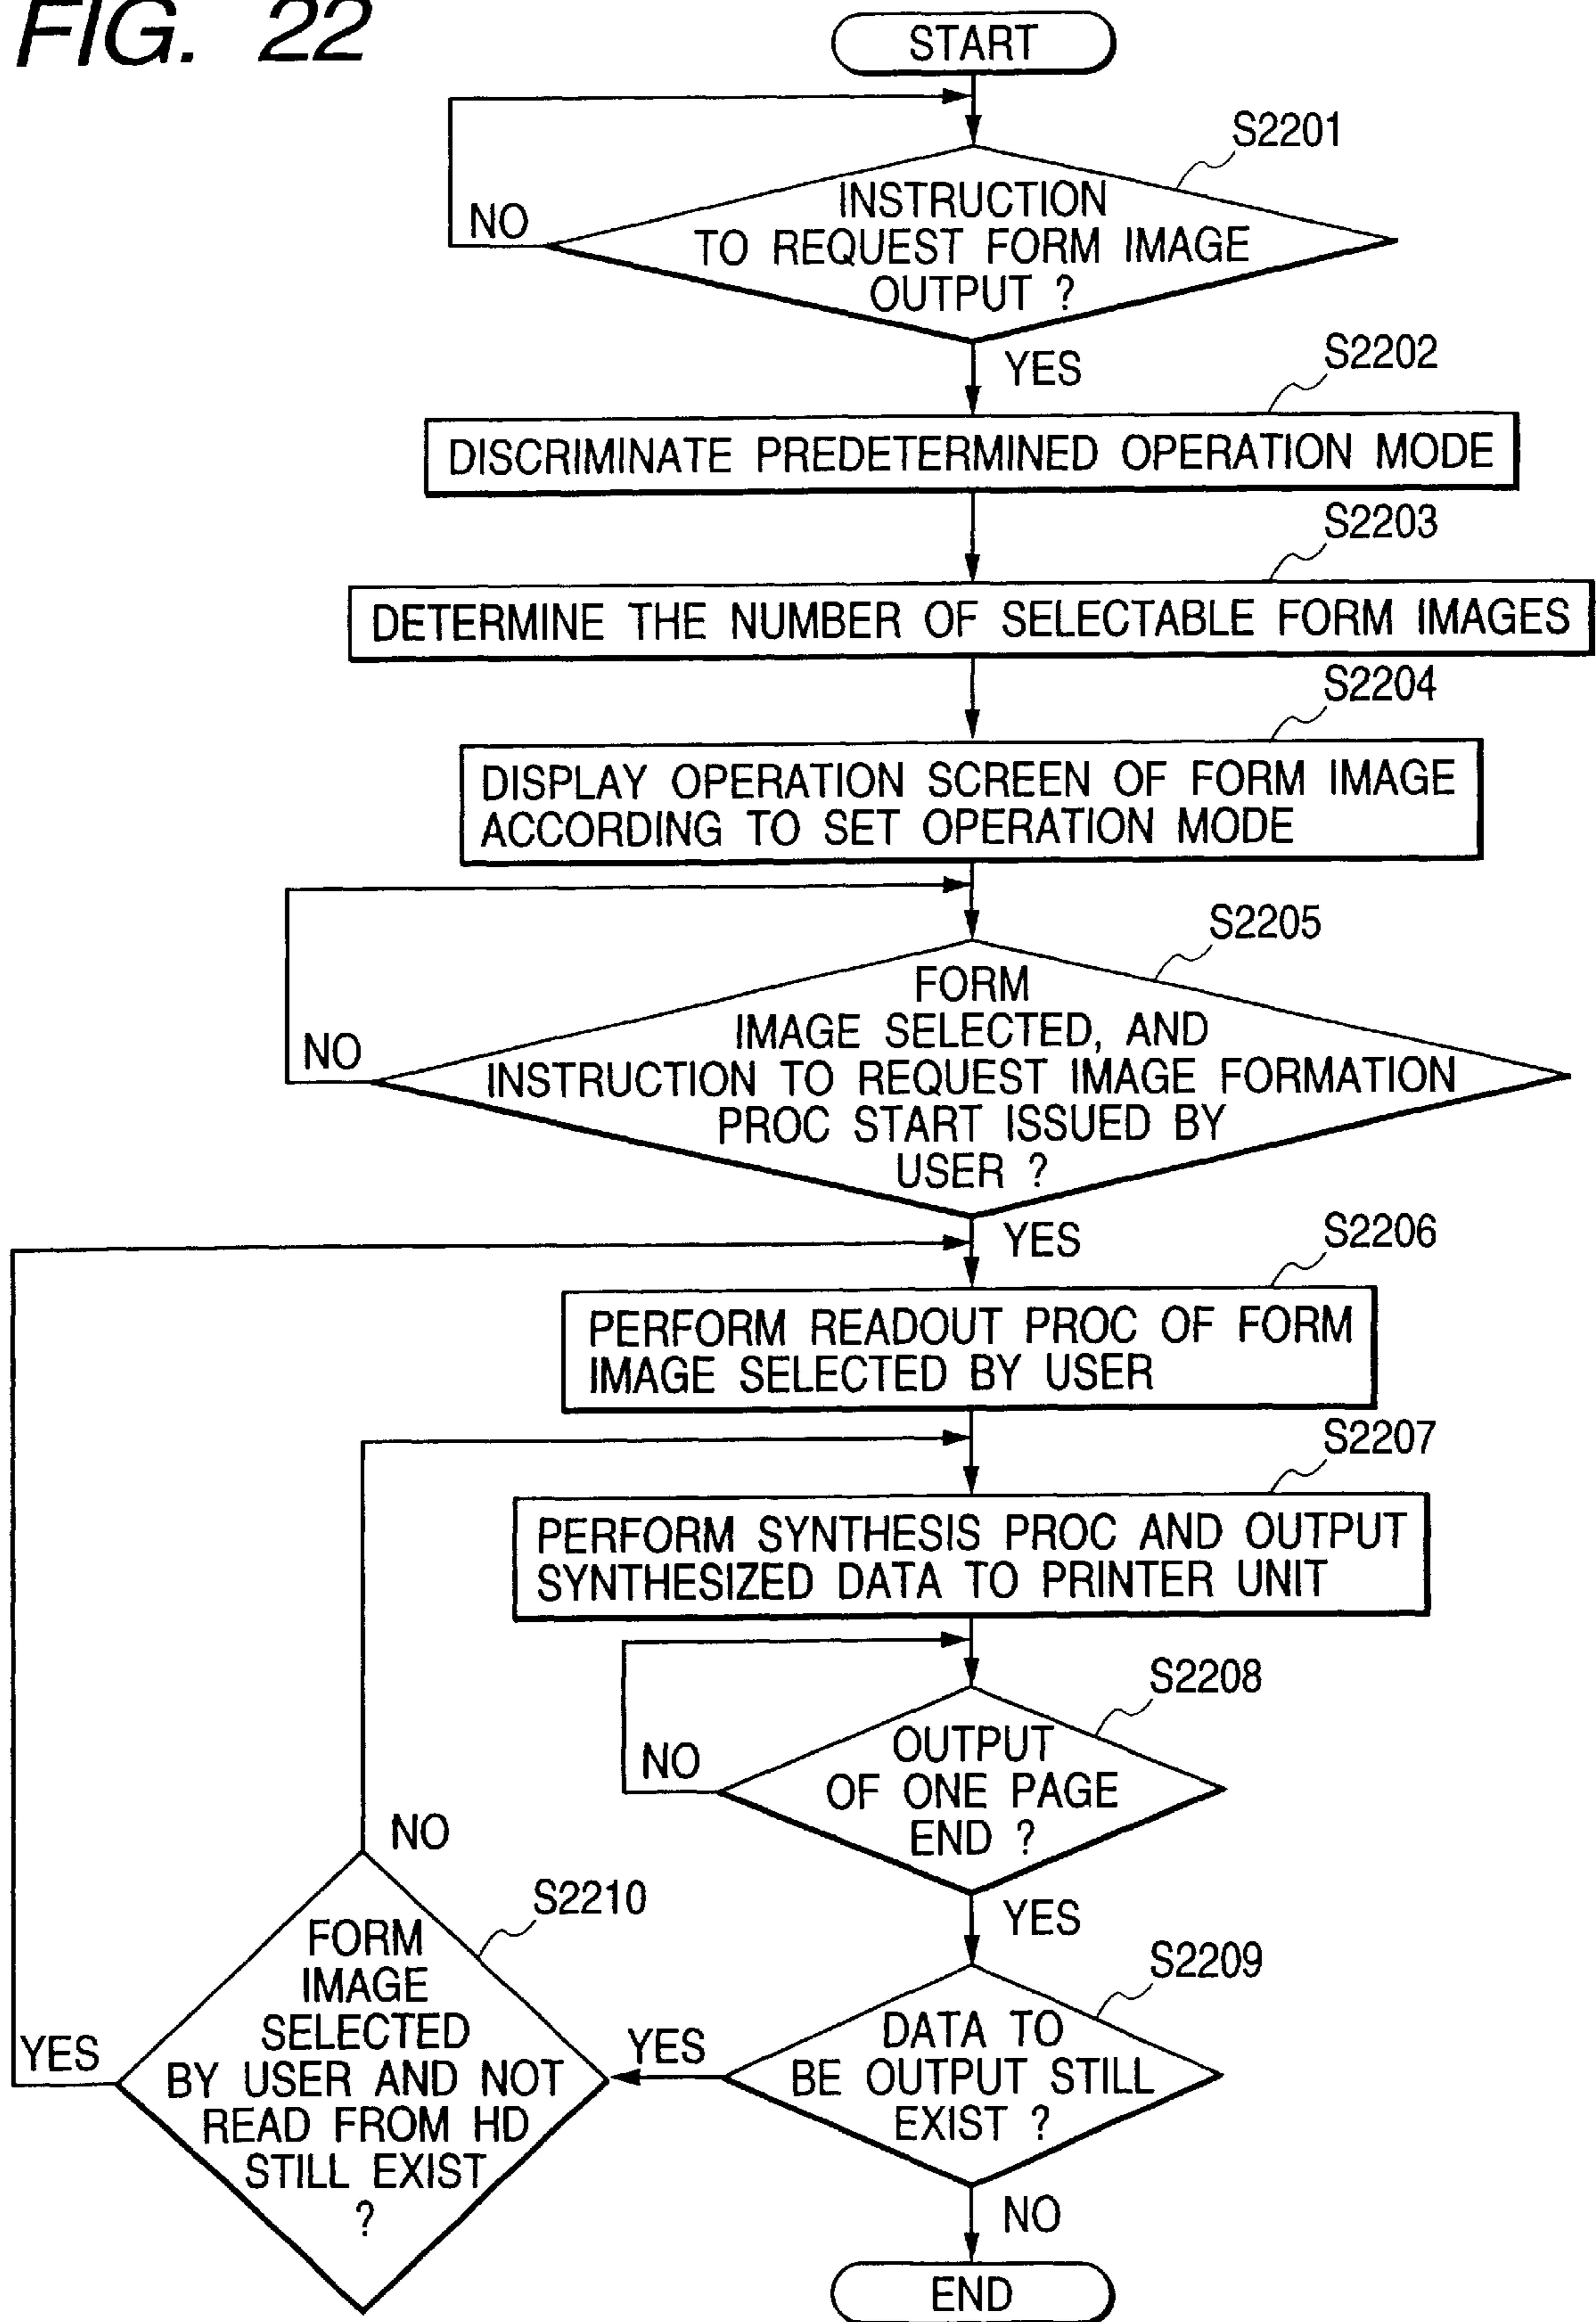 FIG. 22
START
S2201
INSTRUCTION
TO REQUEST FORM IMAGE
OUTPUT ?
NO
YES
S2202
DISCRIMINATE PREDETERMINED OPERATION MODE
S2203
DETERMINE THE NUMBER OF SELECTABLE FORM IMAGES
S2204
DISPLAY OPERATION SCREEN OF FORM IMAGE
ACCORDING TO SET OPERATION MODE
S2205
FORM
IMAGE SELECTED, AND
INSTRUCTION TO REQUEST IMAGE FORMATION
PROC START ISSUED BY
USER ?
NO
YES
S2206
PERFORM READOUT PROC OF FORM
IMAGE SELECTED BY USER
S2207
PERFORM SYNTHESIS PROC AND OUTPUT
SYNTHESIZED DATA TO PRINTER UNIT
S2208
OUTPUT
OF ONE PAGE
END ?
NO
YES
S2209
DATA TO
BE OUTPUT STILL
EXIST ?
YES
NO
S2210
FORM
IMAGE
SELECTED
BY USER AND NOT
READ FROM HD
STILL EXIST
?
NO
YES
END